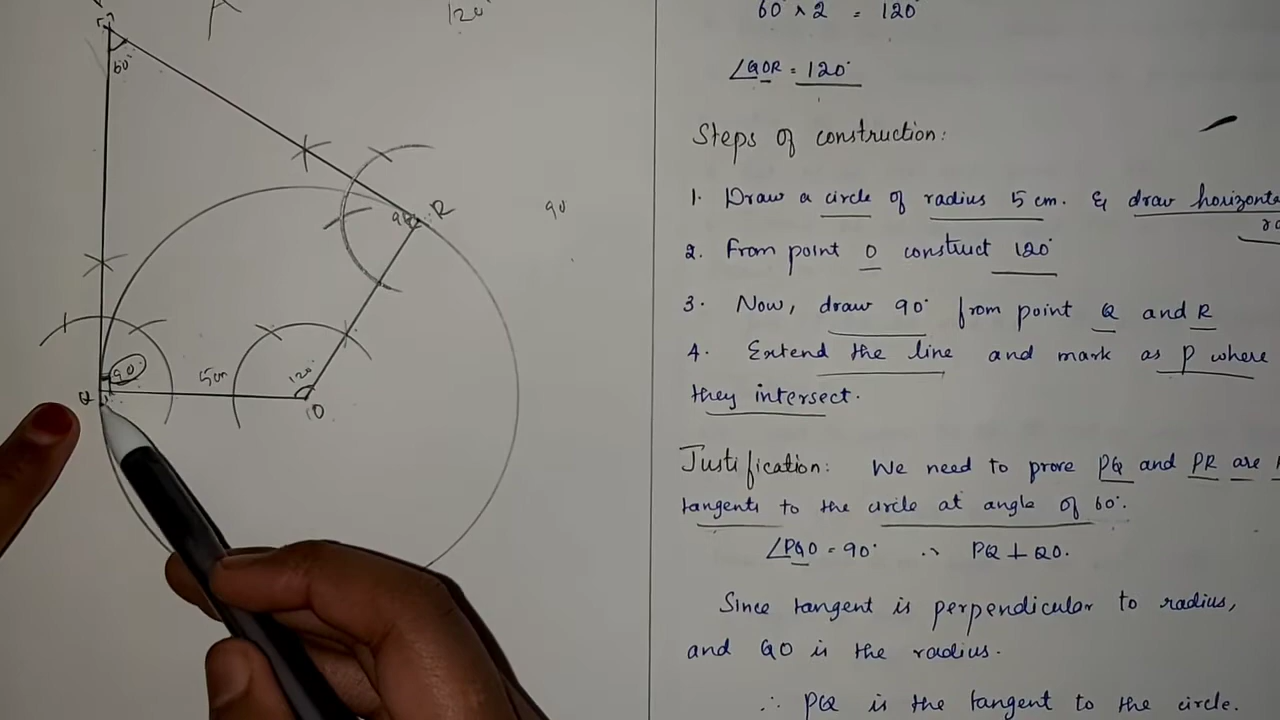 120°
60°
90°
R
90
90°
5cm
120°
Q
O
60° × 2 = 120°
∠QOR = 120°
Steps of construction:
1. Draw a circle of radius 5 cm. & draw horizonta
2. From point O construct 120°
3. Now, draw 90° from point Q and R
4. Extend the line and mark as P where
they intersect.
Justification: We need to prove PQ and PR are
tangents to the circle at angle of 60°.
∠PQO = 90° ∴ PQ ⊥ QO.
Since tangent is perpendicular to radius,
and QO is the radius.
∴ PQ is the tangent to the circle.